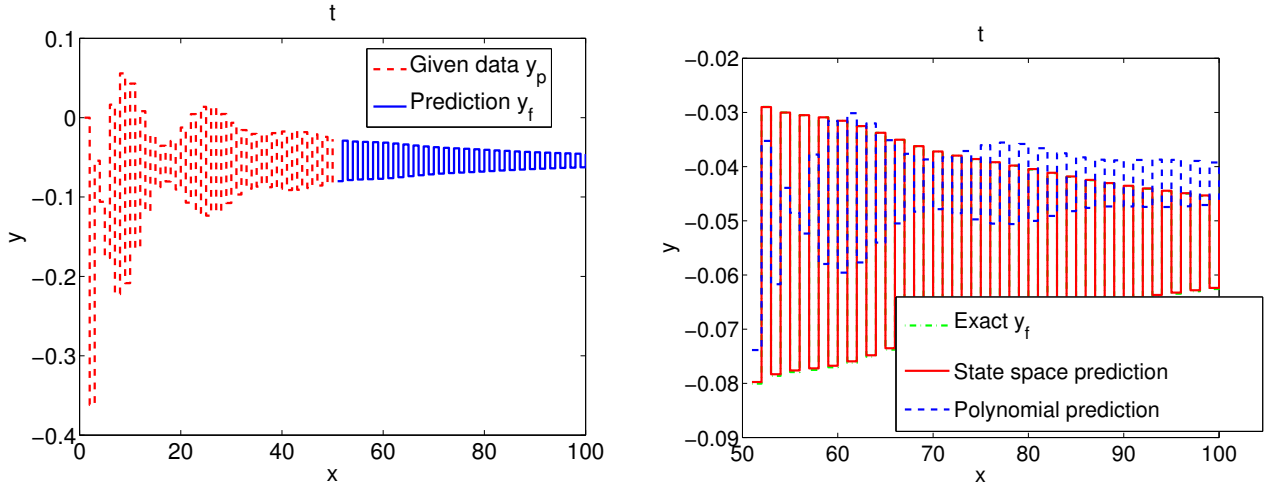 t
0.1
0
−0.1
−0.2
−0.3
−0.4
0 20 40 60 80 100
y
x
Given data y_p
Prediction y_f
t
−0.02
−0.03
−0.04
−0.05
−0.06
−0.07
−0.08
−0.09
50 60 70 80 90 100
y
x
Exact y_f
State space prediction
Polynomial prediction